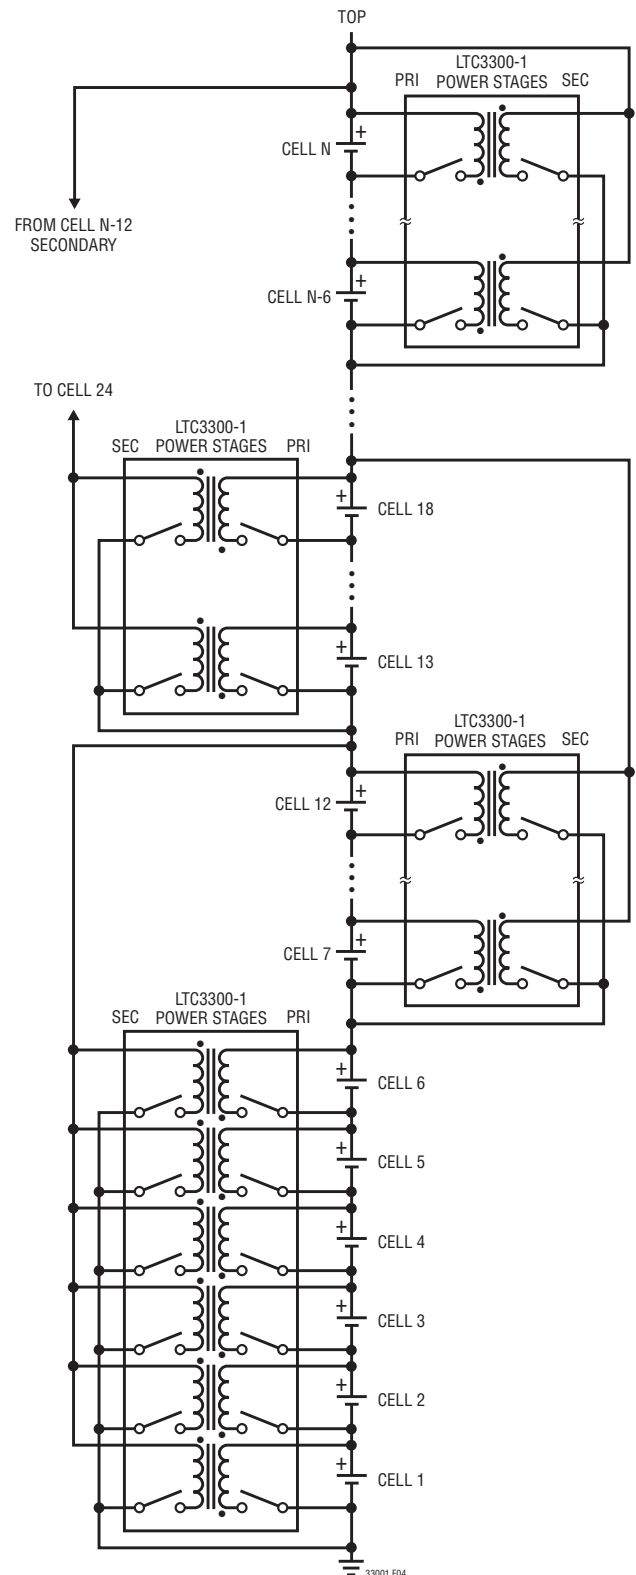 TOP
LTC3300-1
PRI POWER STAGES SEC
+
CELL N
FROM CELL N-12
SECONDARY
+
CELL N-6
TO CELL 24
LTC3300-1
SEC POWER STAGES PRI
+
CELL 18
+
CELL 13
LTC3300-1
PRI POWER STAGES SEC
+
CELL 12
+
CELL 7
LTC3300-1
SEC POWER STAGES PRI
+
CELL 6
+
CELL 5
+
CELL 4
+
CELL 3
+
CELL 2
+
CELL 1
33001 F04